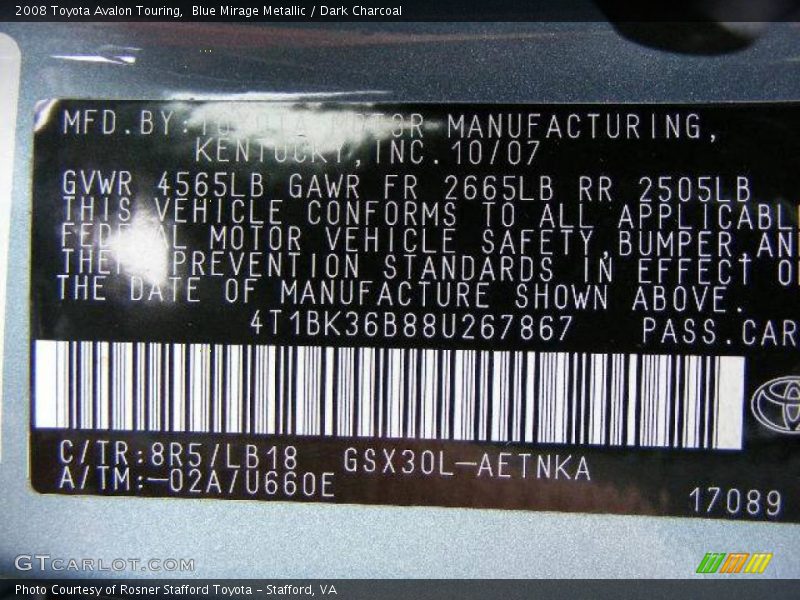 2008 Toyota Avalon Touring,  Blue Mirage Metallic / Dark Charcoal
MFD.BY:TOYOTA MOTOR MANUFACTURING,
KENTUCKY,INC.10/07
GVWR 4565LB GAWR FR 2665LB RR 2505LB
THIS VEHICLE CONFORMS TO ALL APPLICABL
FEDERAL MOTOR VEHICLE SAFETY,BUMPER,AN
THEFT PREVENTION STANDARDS IN EFFECT O
THE DATE OF MANUFACTURE SHOWN ABOVE.
4T1BK36B88U267867 PASS.CAR
C/TR:8R5/LB18 GSX30L-AETNKA
A/TM:-02A/U660E
17089
GTCARLOT.COM
Photo Courtesy of Rosner Stafford Toyota - Stafford, VA